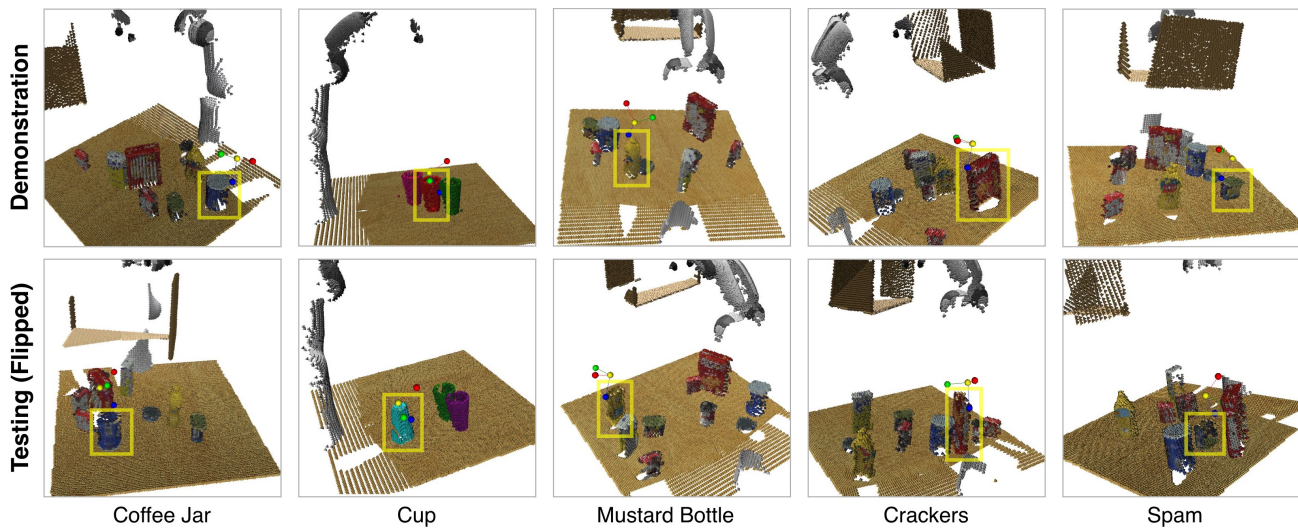 Demonstration
Testing (Flipped)
Coffee Jar
Cup
Mustard Bottle
Crackers
Spam